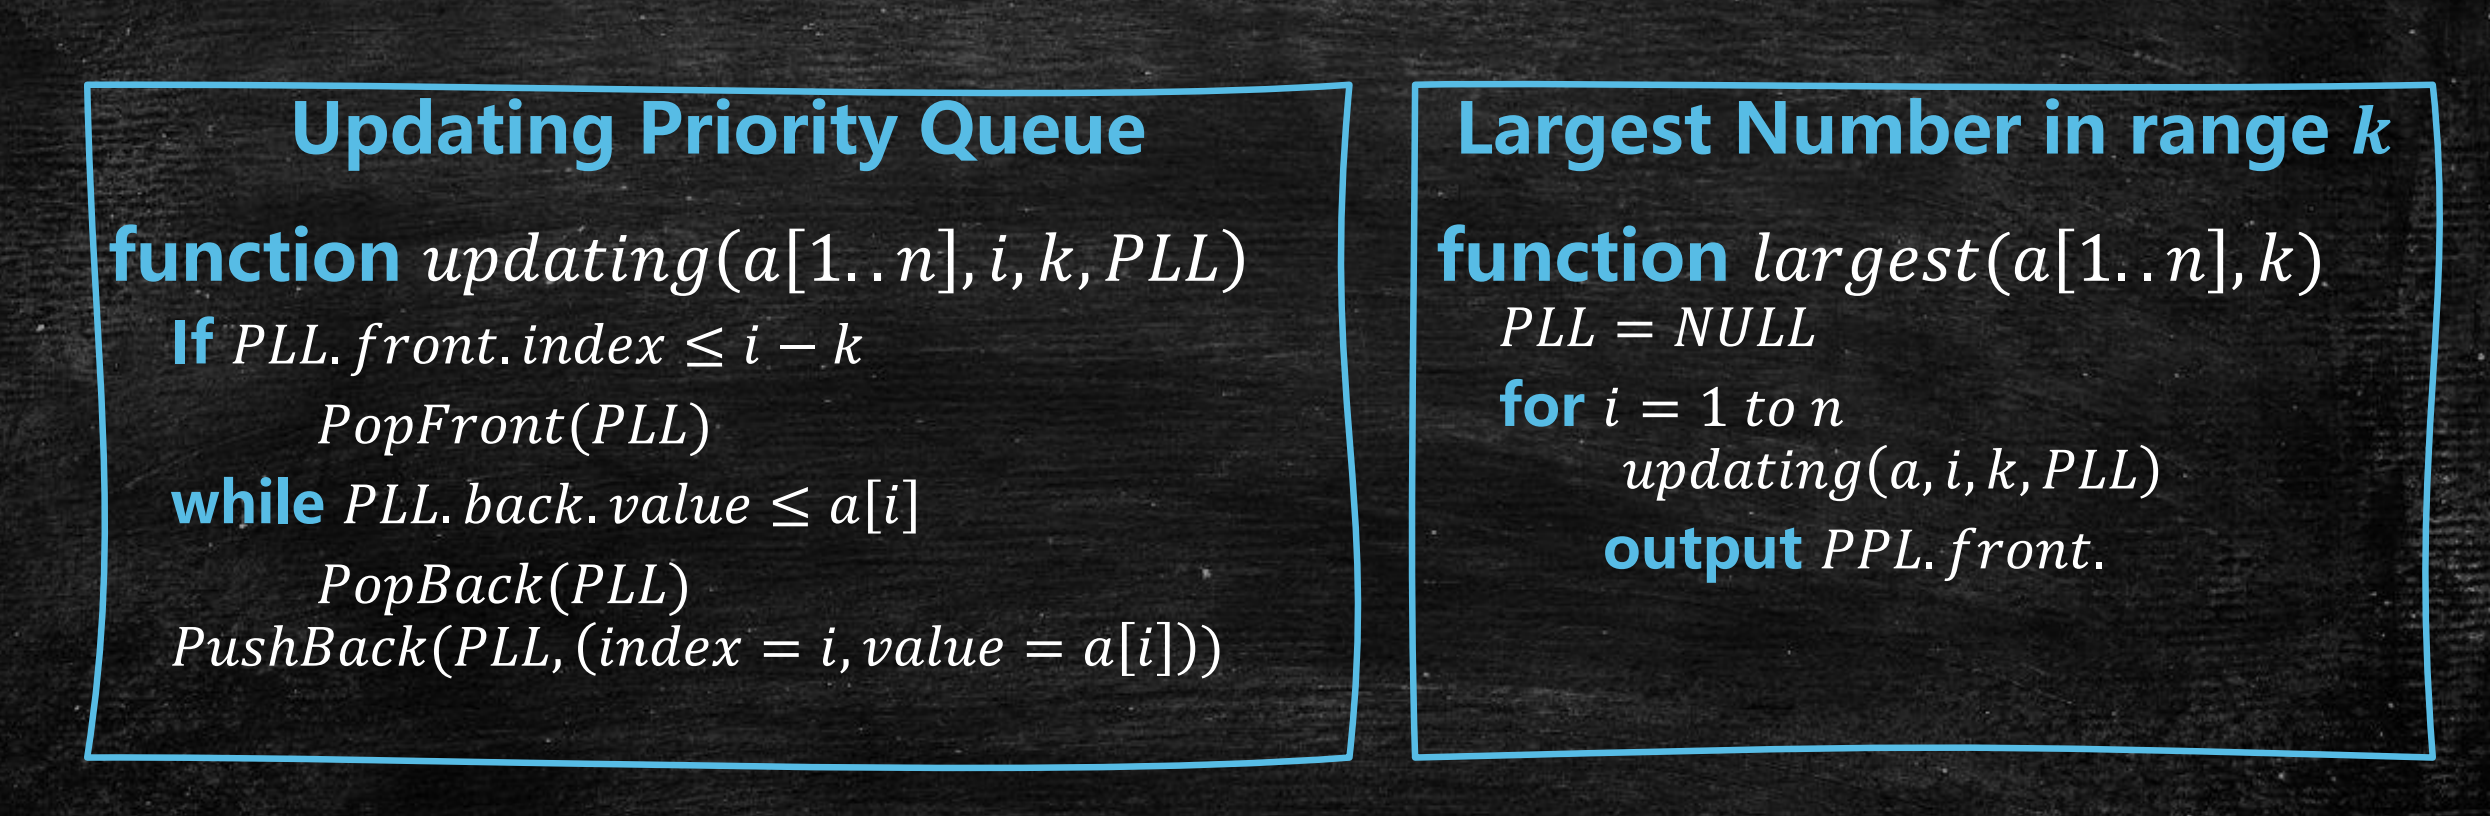 Updating Priority Queue
function updating(a[1..n], i, k, PLL)
If PLL.front.index ≤ i − k
PopFront(PLL)
while PLL.back.value ≤ a[i]
PopBack(PLL)
PushBack(PLL, (index = i, value = a[i]))
Largest Number in range k
function largest(a[1..n], k)
PLL = NULL
for i = 1 to n
updating(a, i, k, PLL)
output PPL.front.